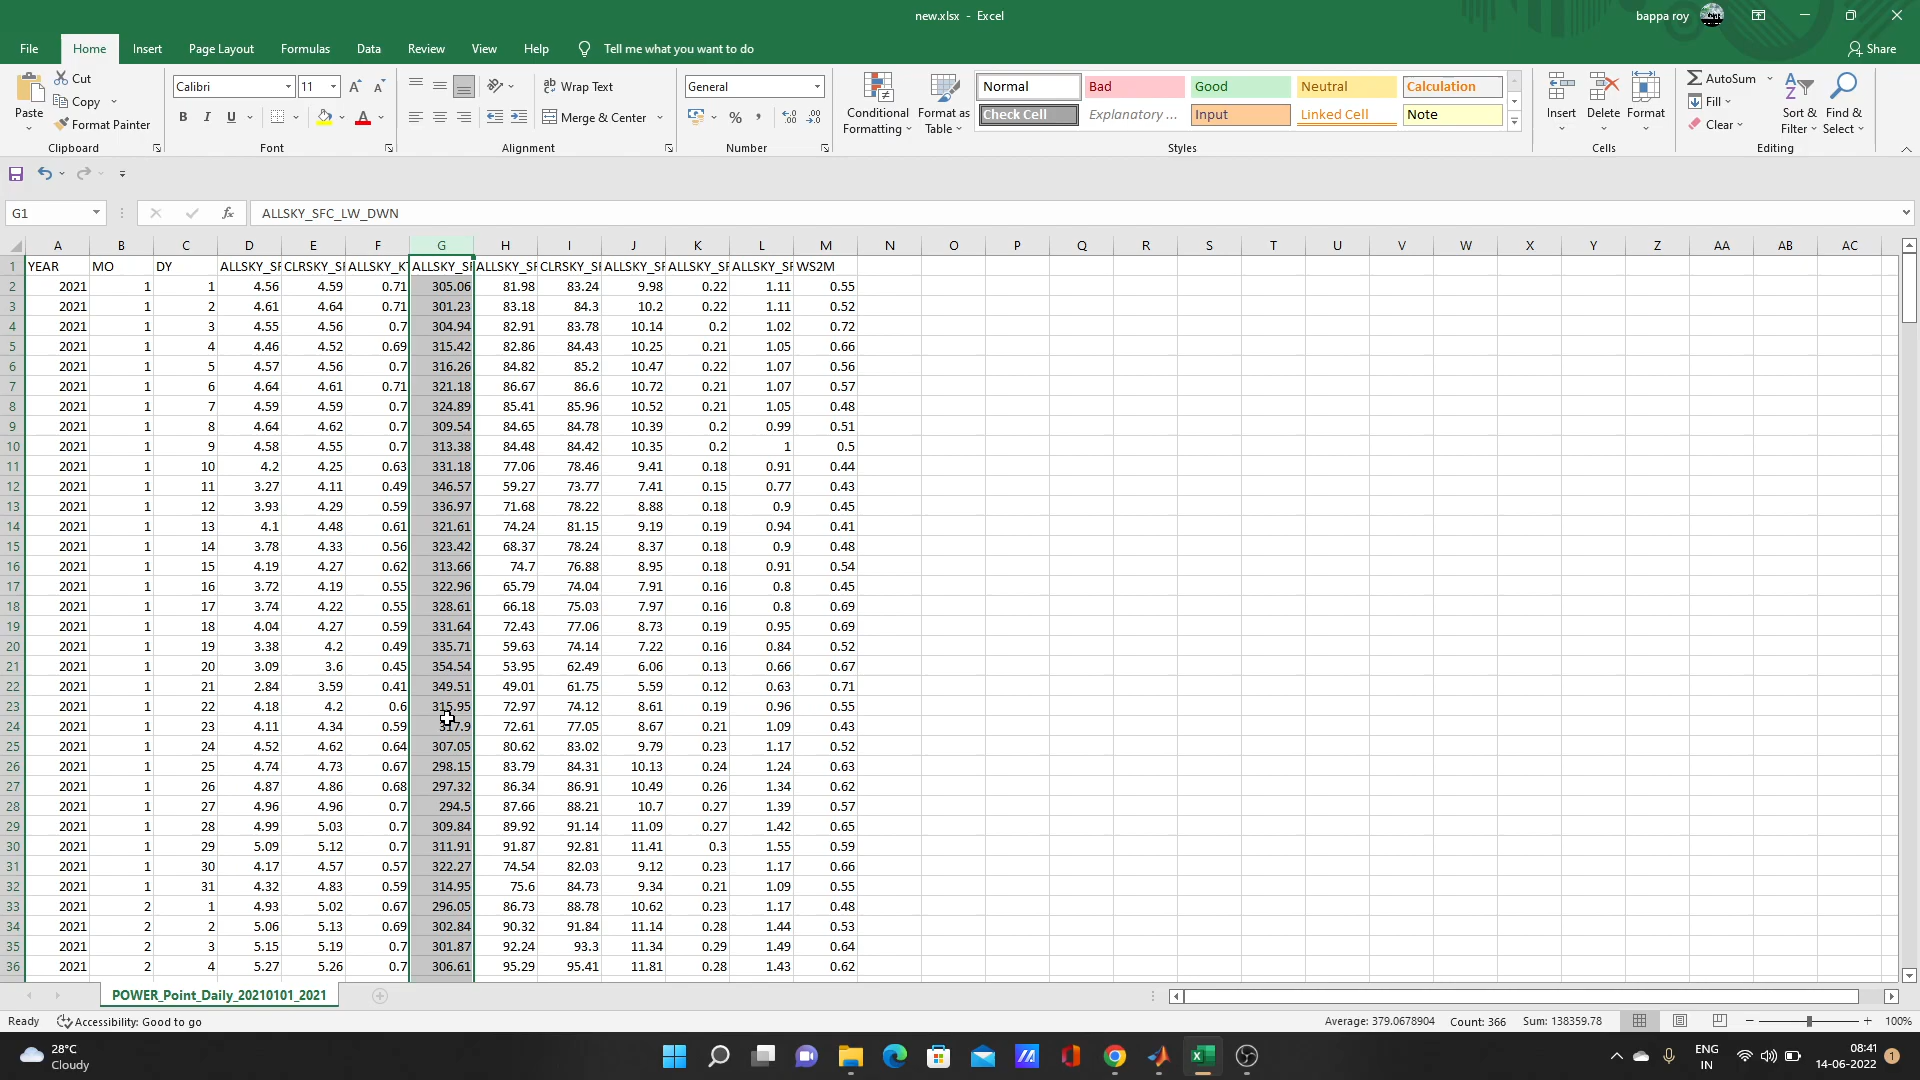 new.xlsx - Excel
bappa roy
File Home Insert Page Layout Formulas Data Review View Help Tell me what you want to do Share
Cut
Copy
Format Painter
Paste
Clipboard
Calibri 11
B I U
Font
Wrap Text
Merge & Center
Alignment
General
Number
Conditional Formatting
Format as Table
Normal Bad Good Neutral Calculation
Check Cell Explanatory ... Input Linked Cell Note
Styles
Insert Delete Format
Cells
AutoSum
Fill
Clear
Sort & Filter
Find & Select
Editing
G1 fx ALLSKY_SFC_LW_DWN
A B C D E F G H I J K L M N O P Q R S T U V W X Y Z AA AB AC
1 YEAR MO DY ALLSKY_SF CLRSKY_SF ALLSKY_KT ALLSKY_SF ALLSKY_SF CLRSKY_SF ALLSKY_SF ALLSKY_SF ALLSKY_SF WS2M
2 2021 1 1 4.56 4.59 0.71 305.06 81.98 83.24 9.98 0.22 1.11 0.55
3 2021 1 2 4.61 4.64 0.71 301.23 83.18 84.3 10.2 0.22 1.11 0.52
4 2021 1 3 4.55 4.56 0.7 304.94 82.91 83.78 10.14 0.2 1.02 0.72
5 2021 1 4 4.46 4.52 0.69 315.42 82.86 84.43 10.25 0.21 1.05 0.66
6 2021 1 5 4.57 4.56 0.7 316.26 84.82 85.2 10.47 0.22 1.07 0.56
7 2021 1 6 4.64 4.61 0.71 321.18 86.67 86.6 10.72 0.21 1.07 0.57
8 2021 1 7 4.59 4.59 0.7 324.89 85.41 85.96 10.52 0.21 1.05 0.48
9 2021 1 8 4.64 4.62 0.7 309.54 84.65 84.78 10.39 0.2 0.99 0.51
10 2021 1 9 4.58 4.55 0.7 313.38 84.48 84.42 10.35 0.2 1 0.5
11 2021 1 10 4.2 4.25 0.63 331.18 77.06 78.46 9.41 0.18 0.91 0.44
12 2021 1 11 3.27 4.11 0.49 346.57 59.27 73.77 7.41 0.15 0.77 0.43
13 2021 1 12 3.93 4.29 0.59 336.97 71.68 78.22 8.88 0.18 0.9 0.45
14 2021 1 13 4.1 4.48 0.61 321.61 74.24 81.15 9.19 0.19 0.94 0.41
15 2021 1 14 3.78 4.33 0.56 323.42 68.37 78.24 8.37 0.18 0.9 0.48
16 2021 1 15 4.19 4.27 0.62 313.66 74.7 76.88 8.95 0.18 0.91 0.54
17 2021 1 16 3.72 4.19 0.55 322.96 65.79 74.04 7.91 0.16 0.8 0.45
18 2021 1 17 3.74 4.22 0.55 328.61 66.18 75.03 7.97 0.16 0.8 0.69
19 2021 1 18 4.04 4.27 0.59 331.64 72.43 77.06 8.73 0.19 0.95 0.69
20 2021 1 19 3.38 4.2 0.49 335.71 59.63 74.14 7.22 0.16 0.84 0.52
21 2021 1 20 3.09 3.6 0.45 354.54 53.95 62.49 6.06 0.13 0.66 0.67
22 2021 1 21 2.84 3.59 0.41 349.51 49.01 61.75 5.59 0.12 0.63 0.71
23 2021 1 22 4.18 4.2 0.6 315.95 72.97 74.12 8.61 0.19 0.96 0.55
24 2021 1 23 4.11 4.34 0.59 317.9 72.61 77.05 8.67 0.21 1.09 0.43
25 2021 1 24 4.52 4.62 0.64 307.05 80.62 83.02 9.79 0.23 1.17 0.52
26 2021 1 25 4.74 4.73 0.67 298.15 83.79 84.31 10.13 0.24 1.24 0.63
27 2021 1 26 4.87 4.86 0.68 297.32 86.34 86.91 10.49 0.26 1.34 0.62
28 2021 1 27 4.96 4.96 0.7 294.5 87.66 88.21 10.7 0.27 1.39 0.57
29 2021 1 28 4.99 5.03 0.7 309.84 89.92 91.14 11.09 0.27 1.42 0.65
30 2021 1 29 5.09 5.12 0.7 311.91 91.87 92.81 11.41 0.3 1.55 0.59
31 2021 1 30 4.17 4.57 0.57 322.27 74.54 82.03 9.12 0.23 1.17 0.66
32 2021 1 31 4.32 4.83 0.59 314.95 75.6 84.73 9.34 0.21 1.09 0.55
33 2021 2 1 4.93 5.02 0.67 296.05 86.73 88.78 10.62 0.23 1.17 0.48
34 2021 2 2 5.06 5.13 0.69 302.84 90.32 91.84 11.14 0.28 1.44 0.53
35 2021 2 3 5.15 5.19 0.7 301.87 92.24 93.3 11.34 0.29 1.49 0.64
36 2021 2 4 5.27 5.26 0.7 306.61 95.29 95.41 11.81 0.28 1.43 0.62
POWER_Point_Daily_20210101_2021
Ready Accessibility: Good to go Average: 379.0678904 Count: 366 Sum: 138359.78 100%
28°C
Cloudy
ENG
IN
08:41
14-06-2022
1